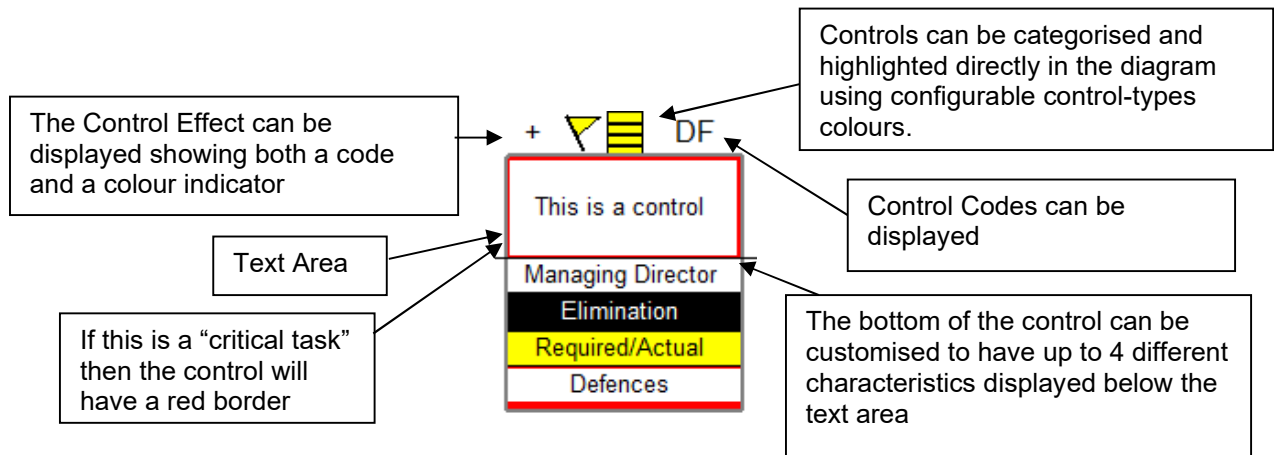 Controls can be categorised and
highlighted directly in the diagram
using configurable control-types
colours.
The Control Effect can be
displayed showing both a code
and a colour indicator
+ DF
This is a control
Control Codes can be
displayed
Text Area
Managing Director
Elimination
Required/Actual
Defences
If this is a “critical task”
then the control will
have a red border
The bottom of the control can be
customised to have up to 4 different
characteristics displayed below the
text area